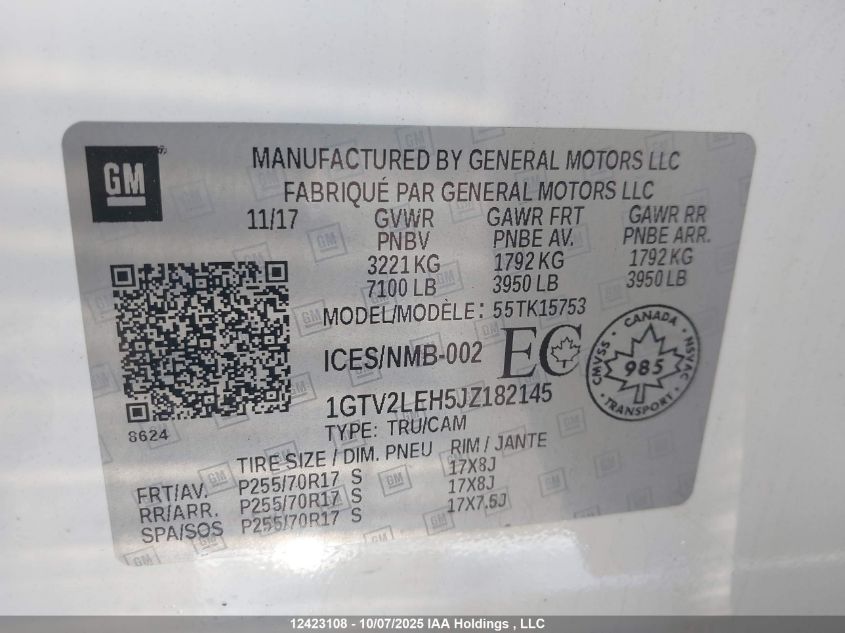 GM
MANUFACTURED BY GENERAL MOTORS LLC
FABRIQUÉ PAR GENERAL MOTORS LLC
11/17 GVWR GAWR FRT GAWR RR
PNBV PNBE AV. PNBE ARR.
3221 KG 1792 KG 1792 KG
7100 LB 3950 LB 3950 LB
MODEL/MODÈLE: 55TK15753
ICES/NMB-002 EC
CANADA
CMVSS 985 NSVAC
TRANSPORT
1GTV2LEH5JZ182145
8624
TYPE: TRU/CAM
TIRE SIZE / DIM. PNEU RIM / JANTE
FRT/AV. P255/70R17 S 17X8J
RR/ARR. P255/70R17 S 17X8J
SPA/SOS P255/70R17 S 17X7.5J
12423108 - 10/07/2025 IAA Holdings , LLC